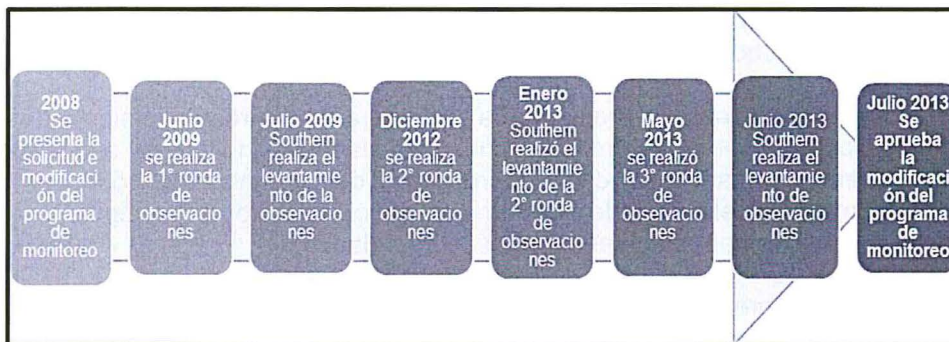 2008
Se
presenta la
solicitud e
modificaci
ón del
programa
de
monitoreo
Junio
2009
se realiza
la 1° ronda
de
observacio
nes
Julio 2009
Southern
realiza el
levantamie
nto de la
observacio
nes
Diciembre
2012
se realiza
la 2° ronda
de
observacio
nes
Enero
2013
Southern
realizó el
levantamie
nto de la
2° ronda
de
observacio
nes
Mayo
2013
se realizó
la 3° ronda
de
observacio
nes
Junio 2013
Southern
realiza el
levantamie
nto de
observacio
nes
Julio 2013
Se
aprueba
la
modificaci
ón del
programa
de
monitoreo